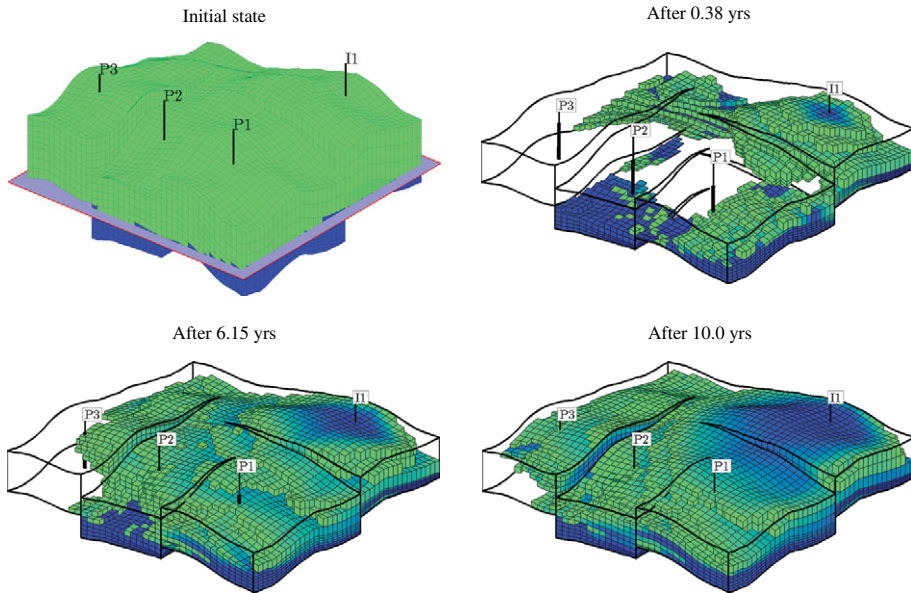 Initial state
P3
P2
P1
I1
After 0.38 yrs
P3
P2
P1
I1
After 6.15 yrs
P3
P2
P1
I1
After 10.0 yrs
P3
P2
P1
I1